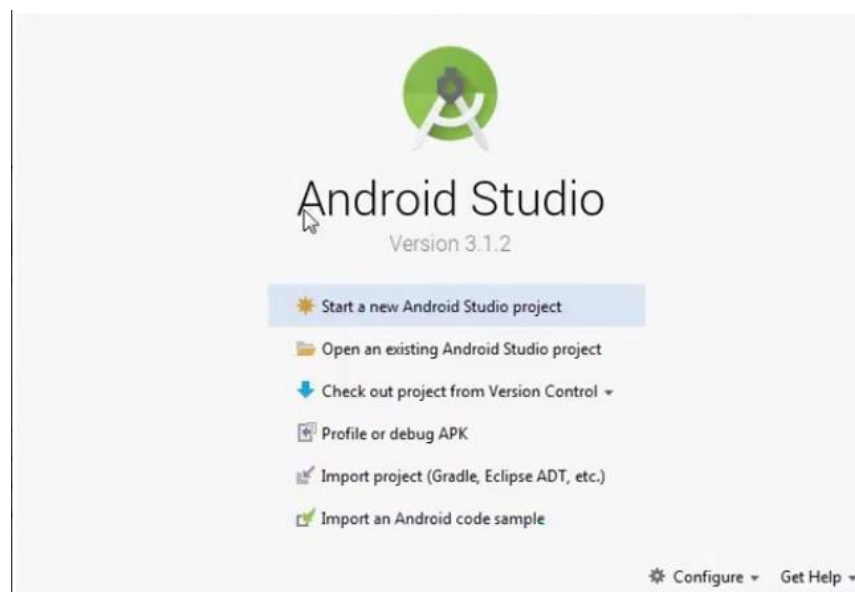 Android Studio
Version 3.1.2
Start a new Android Studio project
Open an existing Android Studio project
Check out project from Version Control
Profile or debug APK
Import project (Gradle, Eclipse ADT, etc.)
Import an Android code sample
Configure Get Help